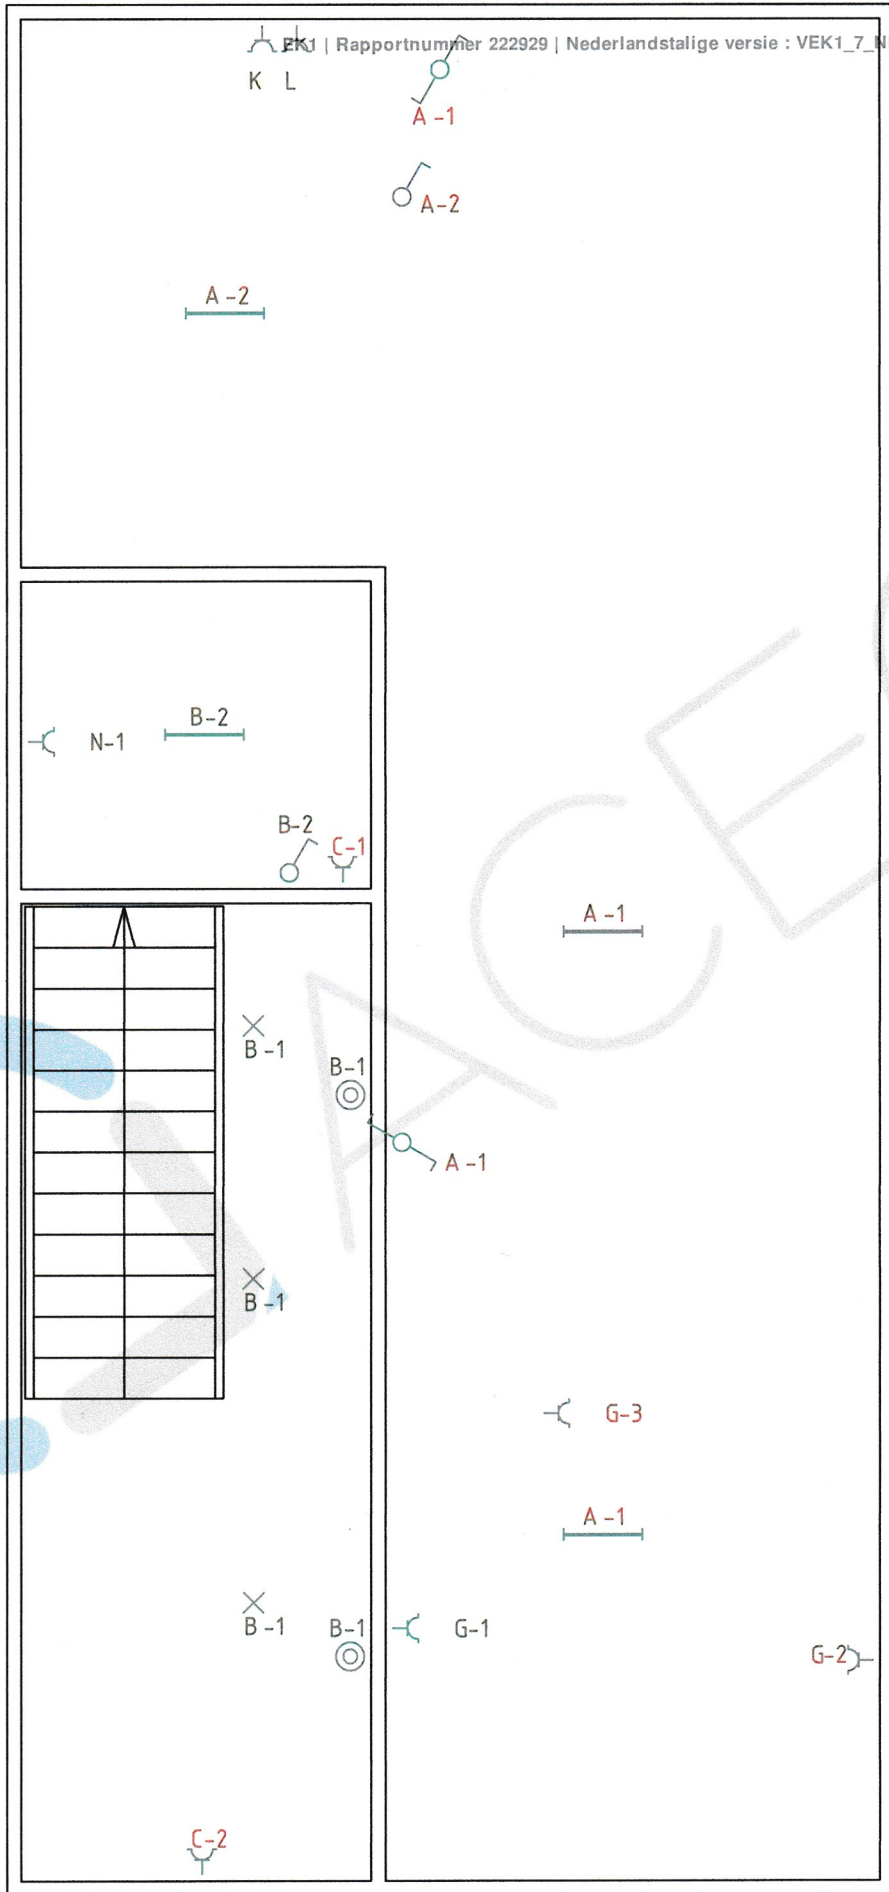 EK1 | Rapportnummer 222929 | Nederlandstalige versie : VEK1_7_N
K L
A-1
A-2
A-2
B-2
N-1
B-2
C-1
A-1
B-1
B-1
A-1
B-1
G-3
A-1
B-1
B-1
G-1
G-2
C-2
ACE